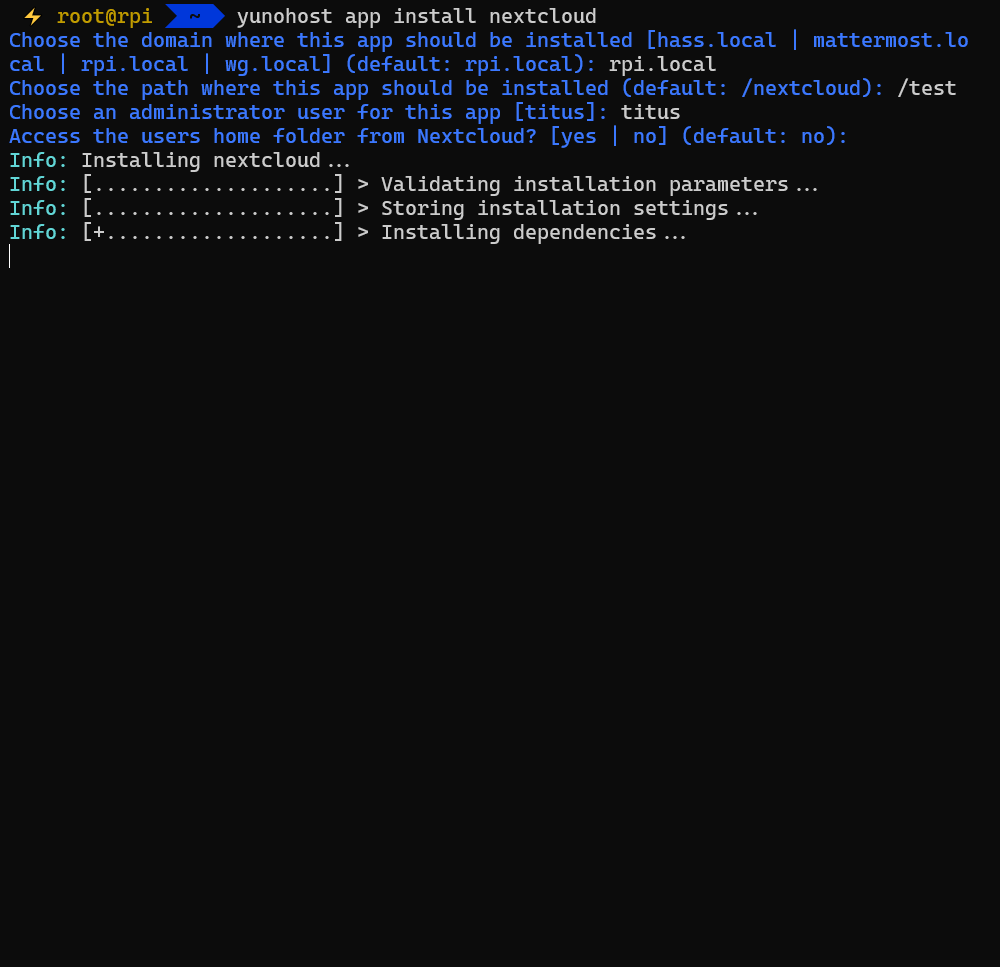 ⚡ root@rpi ~ yunohost app install nextcloud
Choose the domain where this app should be installed [hass.local | mattermost.lo
cal | rpi.local | wg.local] (default: rpi.local): rpi.local
Choose the path where this app should be installed (default: /nextcloud): /test
Choose an administrator user for this app [titus]: titus
Access the users home folder from Nextcloud? [yes | no] (default: no):
Info: Installing nextcloud...
Info: [....................] > Validating installation parameters...
Info: [....................] > Storing installation settings...
Info: [+...................] > Installing dependencies...